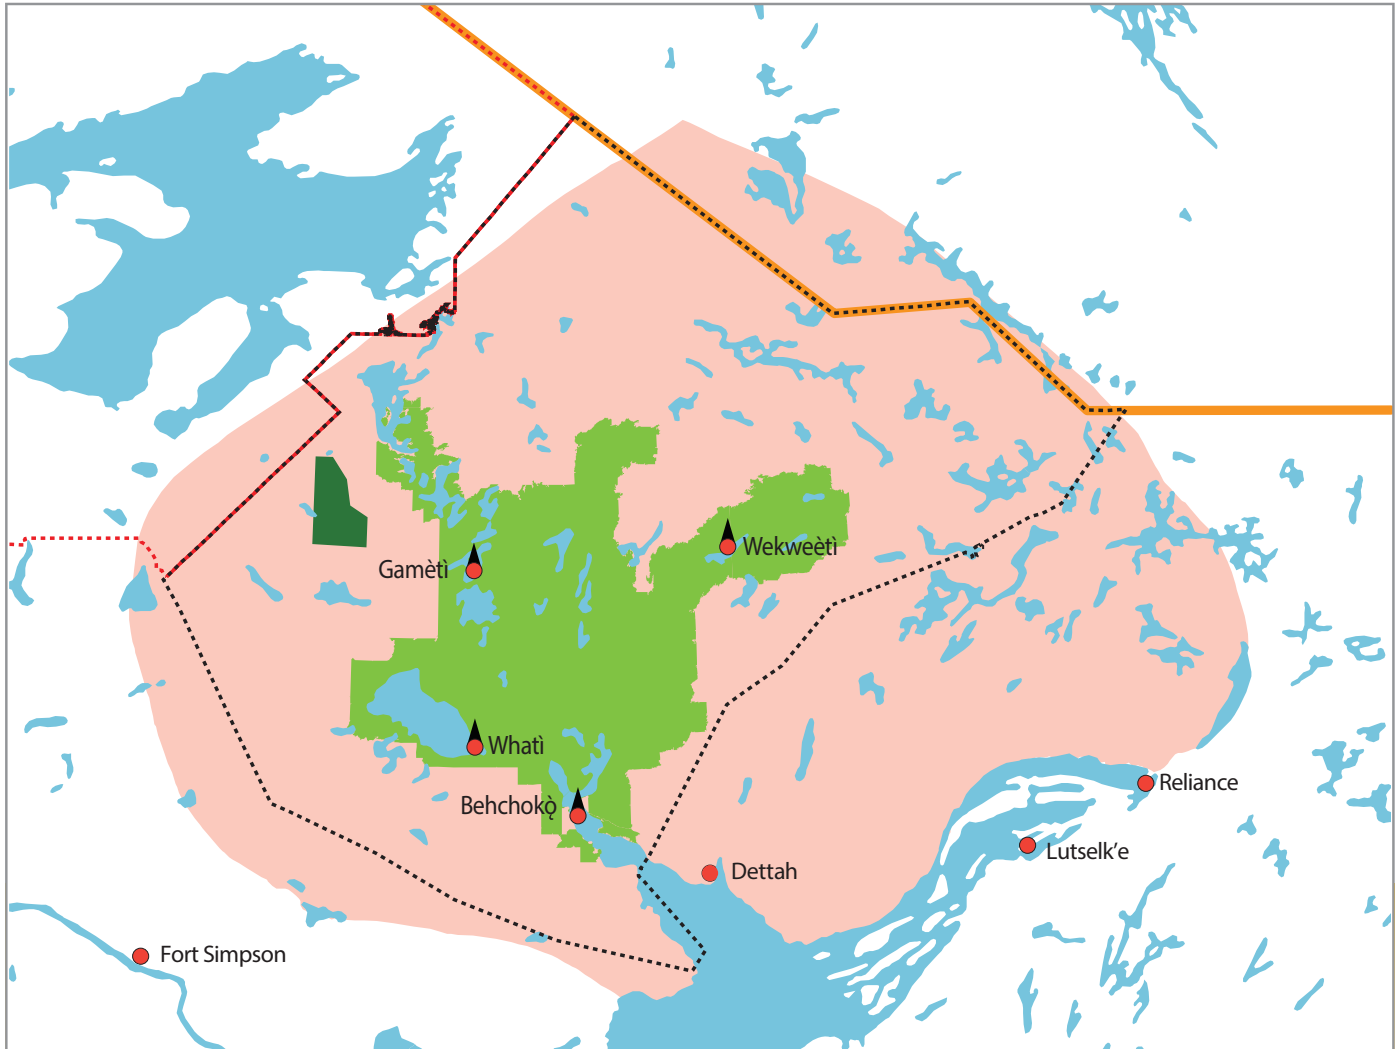 Wekweètì
Gamètì
Whatì
Behchokǫ̀
Reliance
Lutselk’e
Dettah
Fort Simpson